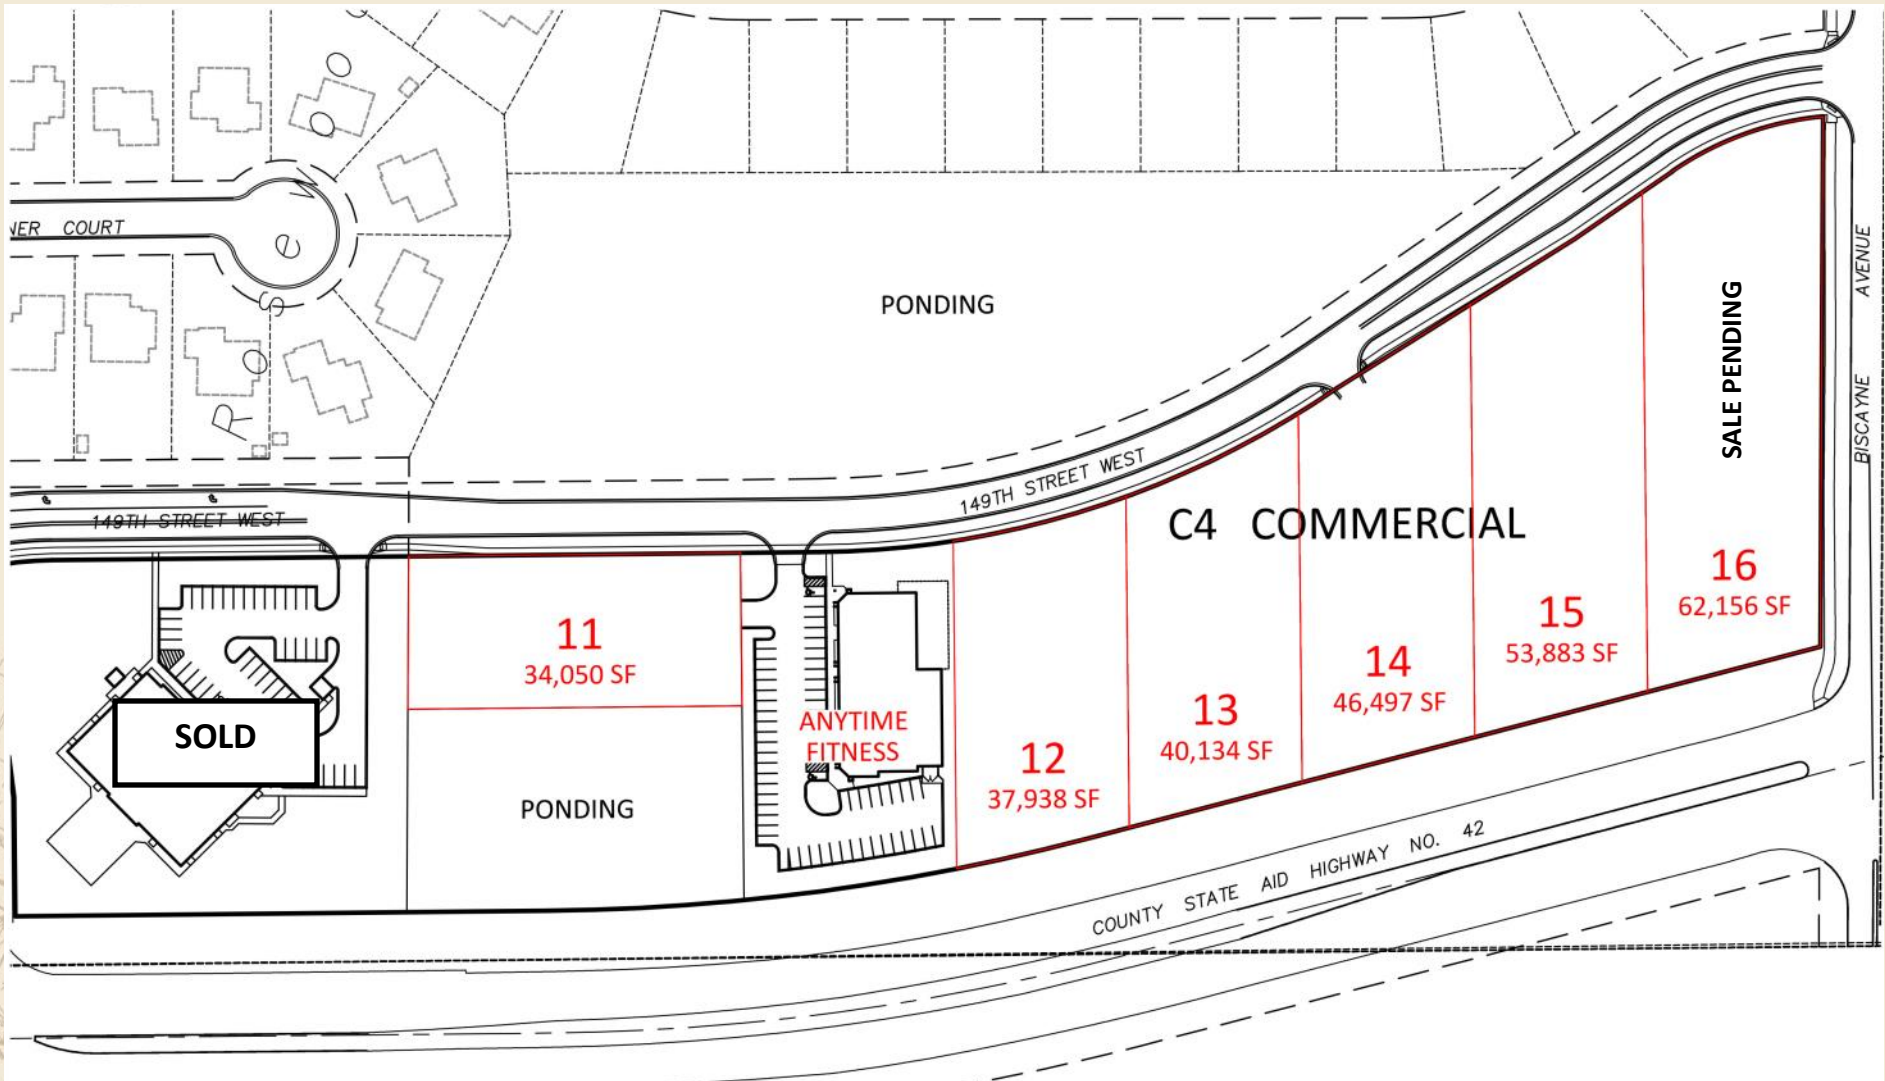 NER COURT
R
e
s
e
r
v
PONDING
149TH STREET WEST
149TH STREET WEST
C4 COMMERCIAL
SALE PENDING
BISCAYNE AVENUE
SOLD
11
34,050 SF
PONDING
ANYTIME
FITNESS
12
37,938 SF
13
40,134 SF
14
46,497 SF
15
53,883 SF
16
62,156 SF
COUNTY STATE AID HIGHWAY NO. 42